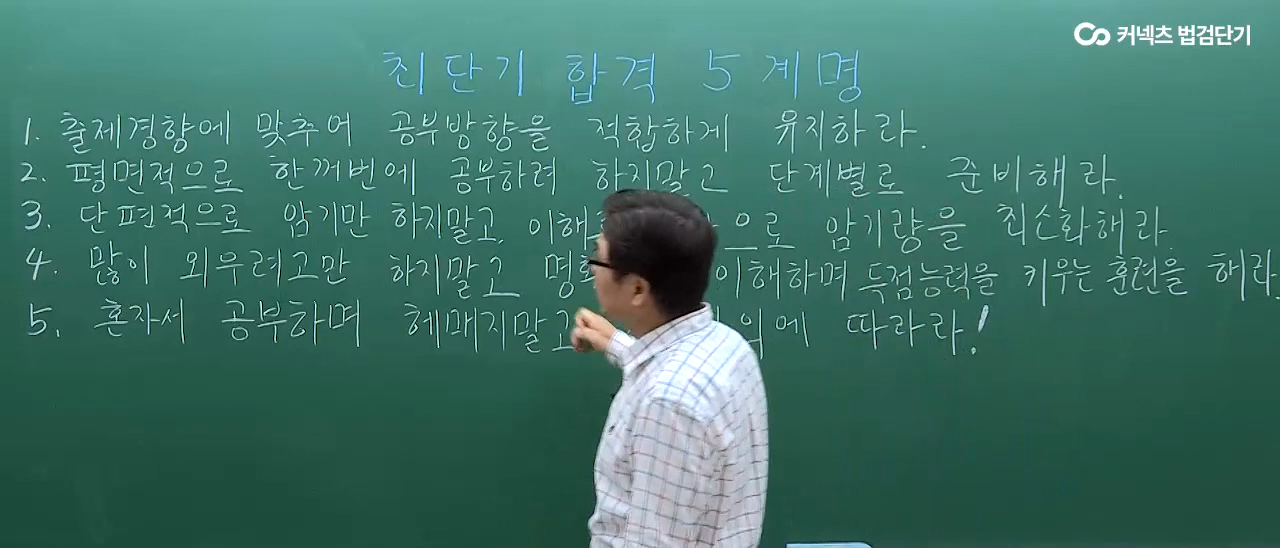 커넥츠 법검단기
최단기 합격 5계명
1. 출제경향에 맞추어 공부방향을 적합하게 유지하라.
2. 평면적으로 한꺼번에 공부하려 하지말고 단계별로 준비해라.
3. 단편적으로 암기만 하지말고, 으로 암기량을 최소화해라.
4. 많이 외우려고만 하지말고 이해하며 득점능력을 키우는 훈련을 해라
5. 혼자서 공부하며 헤매지말고 따라라!